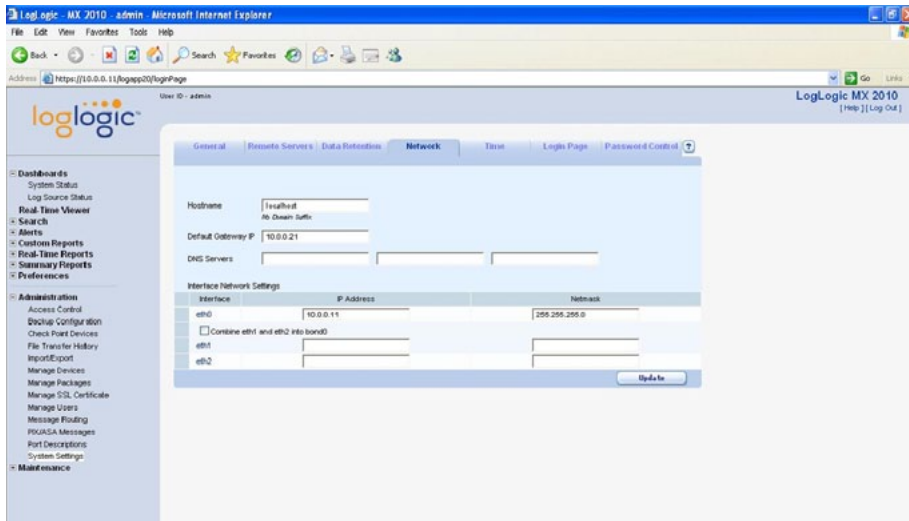 LogLogic - MX 2010 - admin - Microsoft Internet Explorer
File Edit View Favorites Tools Help
Back Search Favorites
Address https://10.0.0.11/logapp20/loginPage Go Links
User ID - admin
LogLogic MX 2010
[ Help ] [ Log Out ]
loglogic
General Remote Servers Data Retention Network Time Login Page Password Control ?
Dashboards
System Status
Log Source Status
Real-Time Viewer
Search
Alerts
Custom Reports
Real-Time Reports
Summary Reports
Preferences
Administration
Access Control
Backup Configuration
Check Point Devices
File Transfer History
Import/Export
Manage Devices
Manage Packages
Manage SSL Certificate
Manage Users
Message Routing
PIX/ASA Messages
Port Descriptions
System Settings
Maintenance
Hostname localhost
No Domain Suffix
Default Gateway IP 10.0.0.21
DNS Servers
Interface Network Settings
Interface IP Address Netmask
eth0 10.0.0.11 255.255.255.0
Combine eth1 and eth2 into bond0
eth1
eth2
Update